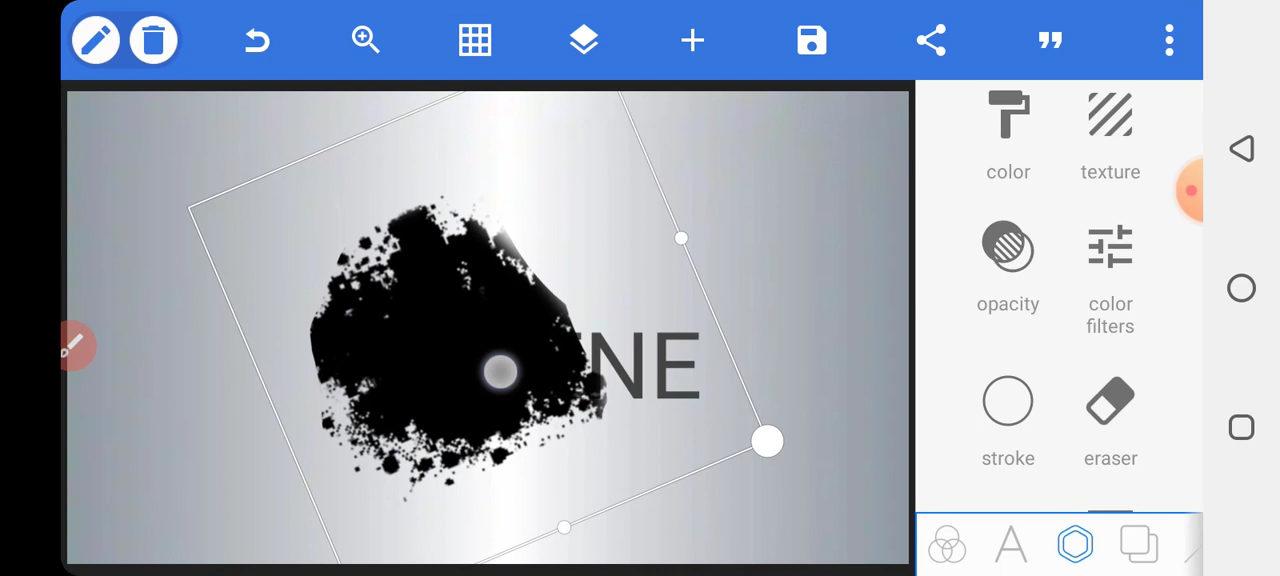 color
texture
opacity
color
filters
stroke
eraser
NE